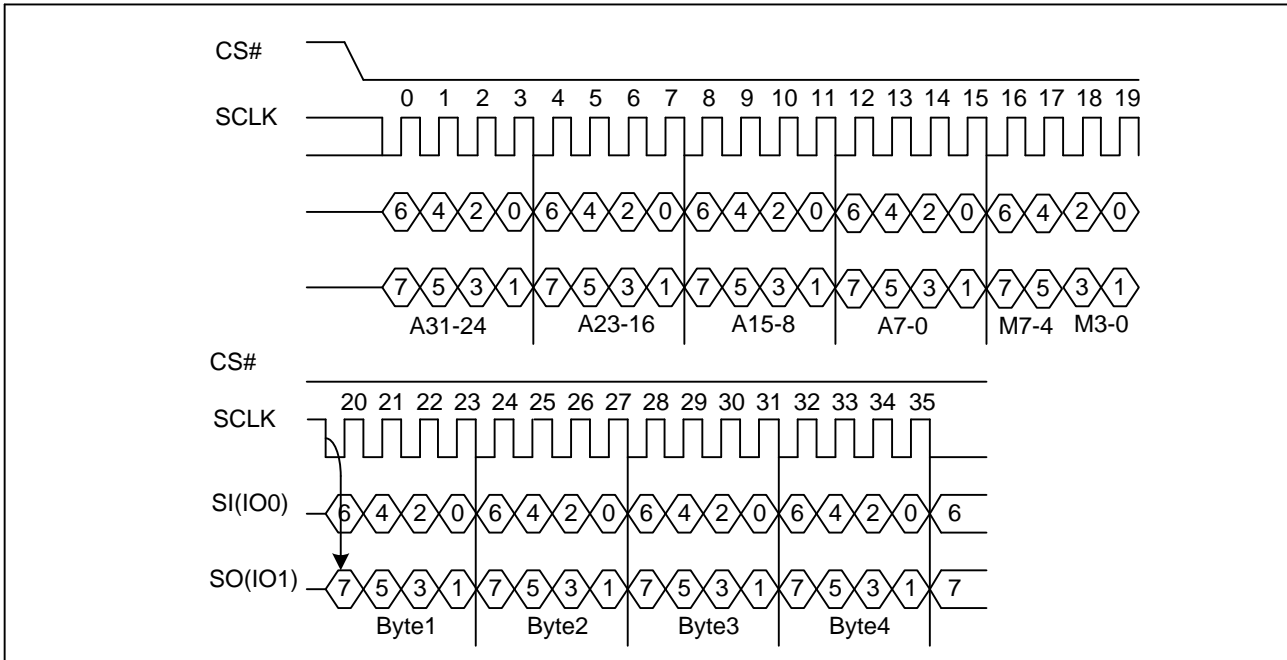 CS#
0 1 2 3 4 5 6 7 8 9 10 11 12 13 14 15 16 17 18 19
SCLK
6 4 2 0 6 4 2 0 6 4 2 0 6 4 2 0 6 4 2 0
7 5 3 1 7 5 3 1 7 5 3 1 7 5 3 1 7 5 3 1
A31-24 A23-16 A15-8 A7-0 M7-4 M3-0
CS#
20 21 22 23 24 25 26 27 28 29 30 31 32 33 34 35
SCLK
SI(IO0) 6 4 2 0 6 4 2 0 6 4 2 0 6 4 2 0 6
SO(IO1) 7 5 3 1 7 5 3 1 7 5 3 1 7 5 3 1 7
Byte1 Byte2 Byte3 Byte4